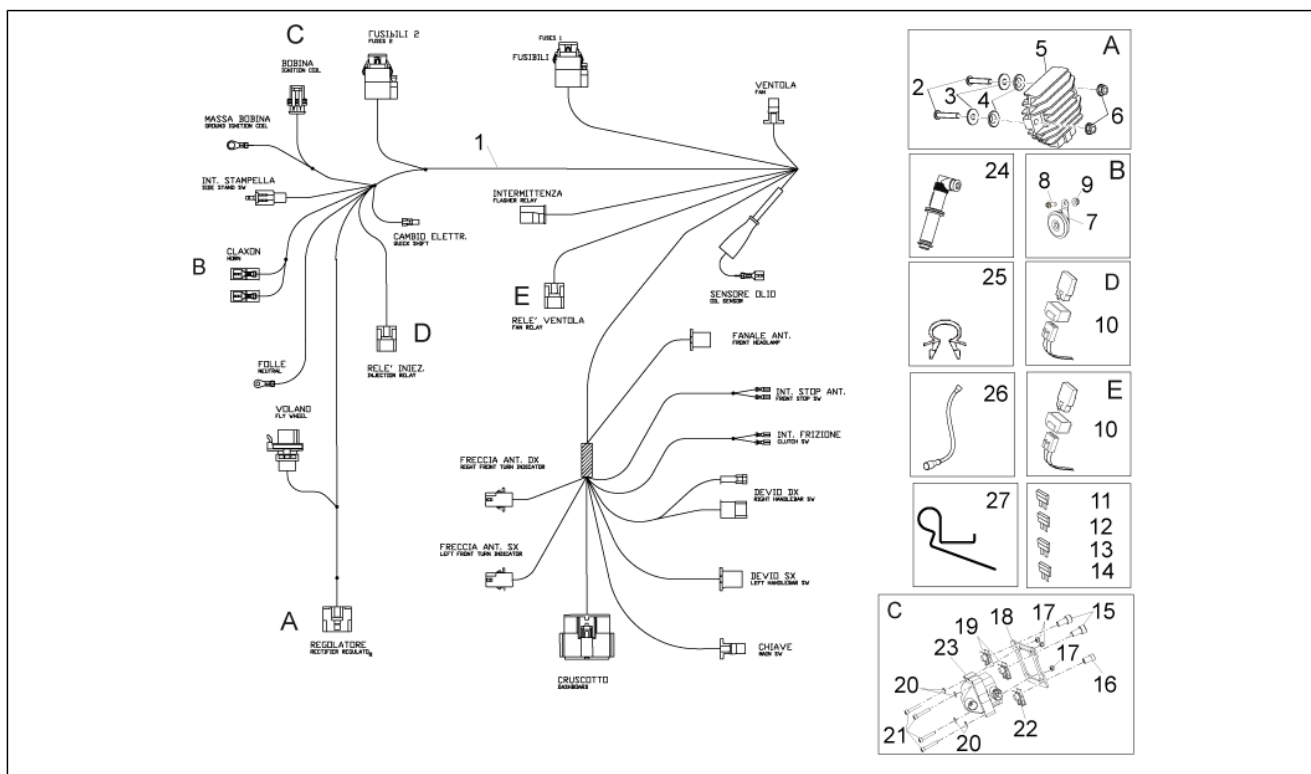 C
BOBINA
IGNITION COIL
FUSIBILI 2
FUSES 2
FUSES 1
FUSIBILI
VENTOLA
FAN
MASSA BOBINA
GROUND IGNITION COIL
1
INT. STAMPELLA
SIDE STAND SW
INTERMITTENZA
FLASHER RELAY
CAMBIO ELETTR.
QUICK SHIFT
CLAXON
HORN
B
SENSORE OLIO
OIL SENSOR
E
RELE' VENTOLA
FAN RELAY
D
RELE' INIEZ.
INJECTION RELAY
FOLLE
NEUTRAL
FANALE ANT.
FRONT HEADLAMP
VOLANO
FLY WHEEL
INT. STOP ANT.
FRONT STOP SW
INT. FRIZIONE
CLUTCH SW
FRECCIA ANT. DX
RIGHT FRONT TURN INDICATOR
DEVIO DX
RIGHT HANDLEBAR SW
FRECCIA ANT. SX
LEFT FRONT TURN INDICATOR
DEVIO SX
LEFT HANDLEBAR SW
A
REGOLATORE
RECTIFIER REGULATOR
CHIAVE
MAIN SW
CRUSCOTTO
DASHBOARD
5 A
2 3 4 6
24
8 9 B
7
25
D
10
26
E
10
27
11
12
13
14
C
17 15
18
19
23
17
16
20
21
20
22